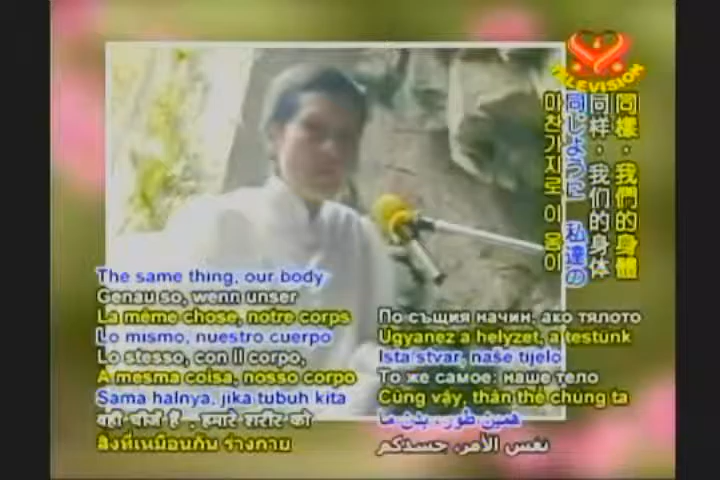 TELEVISION
同樣，我們的身體
同样，我们的身体
同じように 私達の
마찬가지로 이 몸이
The same thing, our body
Genau so, wenn unser
La même chose, notre corps
Lo mismo, nuestro cuerpo
Lo stesso, con il corpo,
A mesma coisa, nosso corpo
Sama halnya, jika tubuh kita
वही चीज है , हमारे शरीर को
สิ่งที่เหมือนกัน ร่างกาย
По същия начин, ако тялото
Ugyanez a helyzet, a testünk
Ista stvar, naše tijelo
То же самое: наше тело
Cũng vậy, thân thể chúng ta
همین طور، بدن ما
نفس الأمر، جسدكم